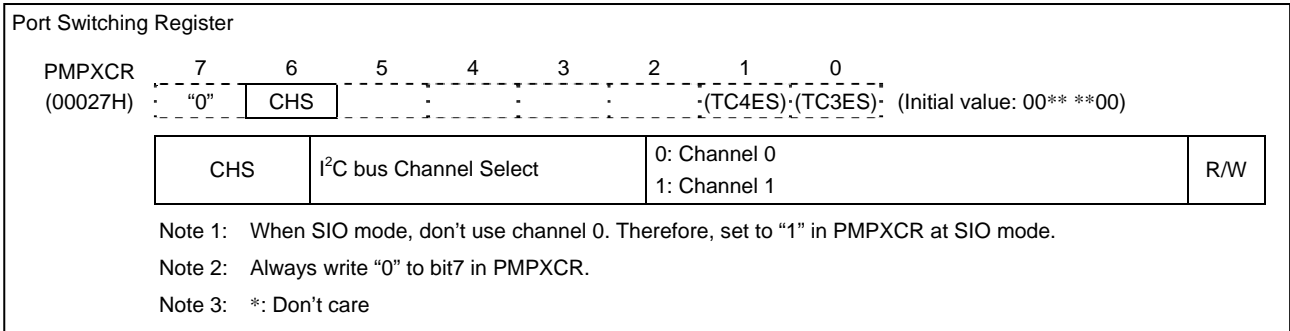 Port Switching Register
PMPXCR 7 6 5 4 3 2 1 0
(00027H) “0” CHS (TC4ES) (TC3ES) (Initial value: 00** **00)
CHS I²C bus Channel Select 0: Channel 0 R/W
1: Channel 1
Note 1: When SIO mode, don’t use channel 0. Therefore, set to “1” in PMPXCR at SIO mode.
Note 2: Always write “0” to bit7 in PMPXCR.
Note 3: *: Don’t care